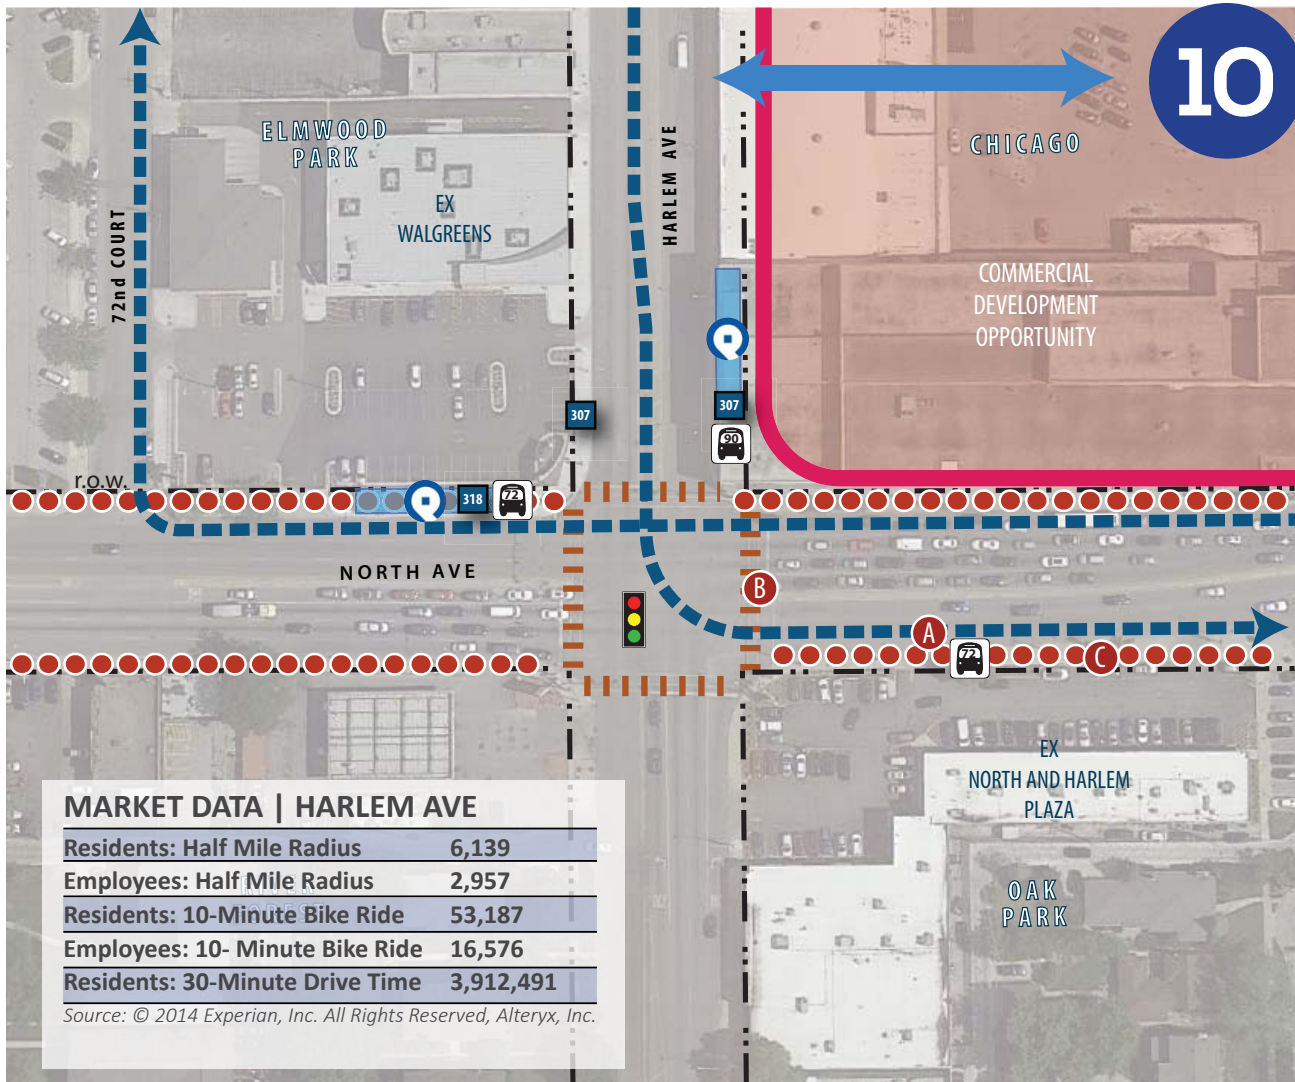 10
ELMWOOD
PARK
CHICAGO
HARLEM AVE
72nd COURT
EX
WALGREENS
COMMERCIAL
DEVELOPMENT
OPPORTUNITY
307
307
90
r.o.w.
318
72
NORTH AVE
B
A
72
C
EX
NORTH AND HARLEM
PLAZA
OAK
PARK
RIVER
FOREST
MARKET DATA | HARLEM AVE
Residents: Half Mile Radius 6,139
Employees: Half Mile Radius 2,957
Residents: 10-Minute Bike Ride 53,187
Employees: 10- Minute Bike Ride 16,576
Residents: 30-Minute Drive Time 3,912,491
Source: © 2014 Experian, Inc. All Rights Reserved, Alteryx, Inc.